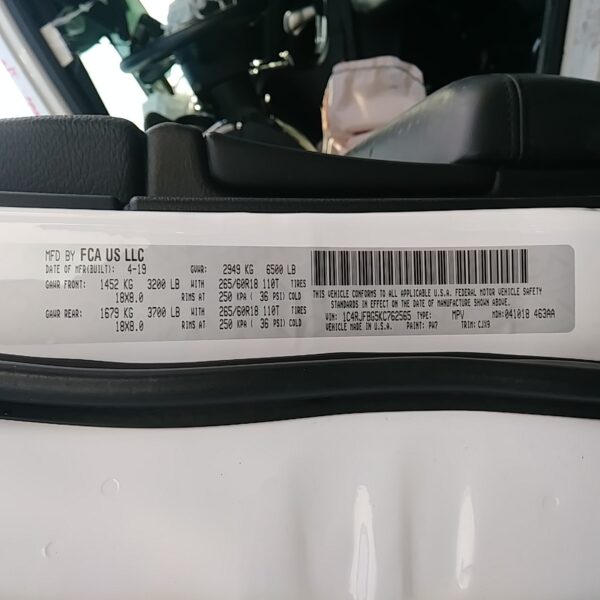 MFD BY FCA US LLC
DATE OF MFR(BUILT): 4-19 GVWR: 2949 KG 6500 LB
GAWR FRONT: 1452 KG 3200 LB WITH 265/60R18 110T TIRES
18X8.0 RIMS AT 250 KPA ( 36 PSI) COLD
GAWR REAR: 1679 KG 3700 LB WITH 265/60R18 110T TIRES
18X8.0 RIMS AT 250 KPA ( 36 PSI) COLD
THIS VEHICLE CONFORMS TO ALL APPLICABLE U.S.A. FEDERAL MOTOR VEHICLE SAFETY
STANDARDS IN EFFECT ON THE DATE OF MANUFACTURE SHOWN ABOVE.
VIN: 1C4RJFBG5KC762565 TYPE: MPV MDH:041018 463AA
MADE IN U.S.A. PAINT: PW7 TRIM: CJX9
VEHICLE MADE IN U.S.A.